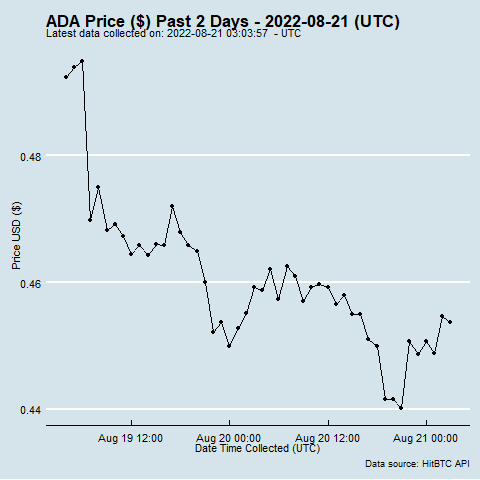 ADA Price ($) Past 2 Days - 2022-08-21 (UTC)
Latest data collected on: 2022-08-21 03:03:57  - UTC
0.48
0.46
0.44
Price USD ($)
Aug 19 12:00 Aug 20 00:00 Aug 20 12:00 Aug 21 00:00
Date Time Collected (UTC)
Data source: HitBTC API